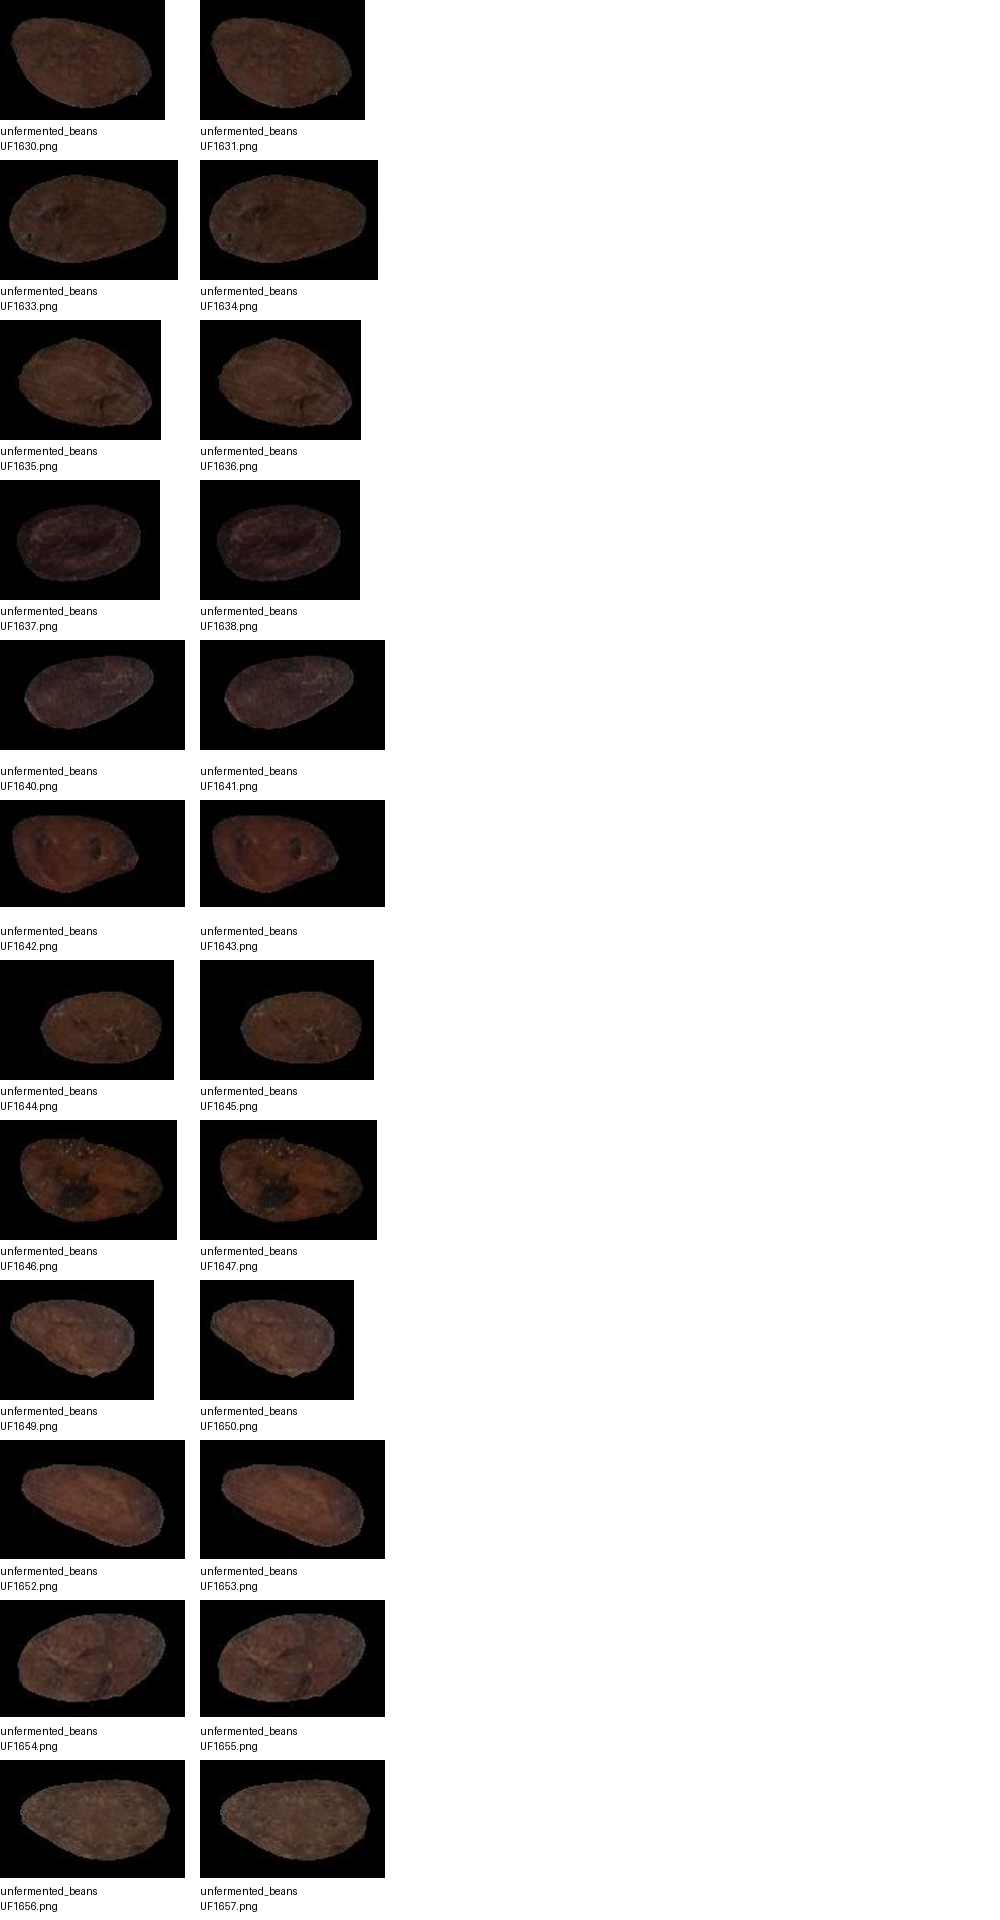 unfermented_beans
UF1630.png
unfermented_beans
UF1631.png
unfermented_beans
UF1633.png
unfermented_beans
UF1634.png
unfermented_beans
UF1635.png
unfermented_beans
UF1636.png
unfermented_beans
UF1637.png
unfermented_beans
UF1638.png
unfermented_beans
UF1640.png
unfermented_beans
UF1641.png
unfermented_beans
UF1642.png
unfermented_beans
UF1643.png
unfermented_beans
UF1644.png
unfermented_beans
UF1645.png
unfermented_beans
UF1646.png
unfermented_beans
UF1647.png
unfermented_beans
UF1649.png
unfermented_beans
UF1650.png
unfermented_beans
UF1652.png
unfermented_beans
UF1653.png
unfermented_beans
UF1654.png
unfermented_beans
UF1655.png
unfermented_beans
UF1656.png
unfermented_beans
UF1657.png